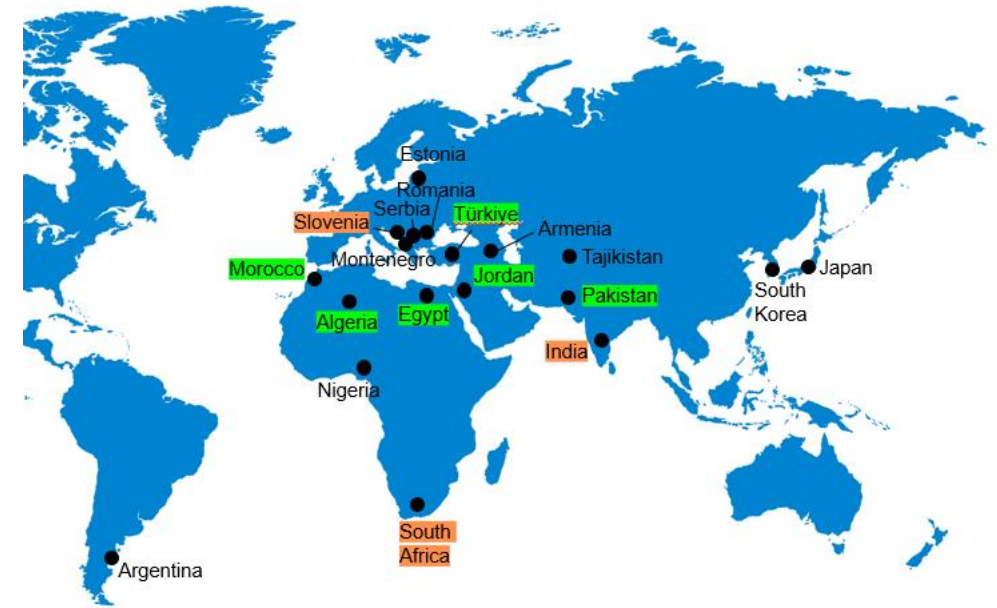 Estonia
Romania
Serbia
Türkiye
Slovenia
Armenia
Montenegro
Tajikistan
Morocco
Jordan
Japan
South
Korea
Pakistan
Algeria
Egypt
India
Nigeria
South
Africa
Argentina